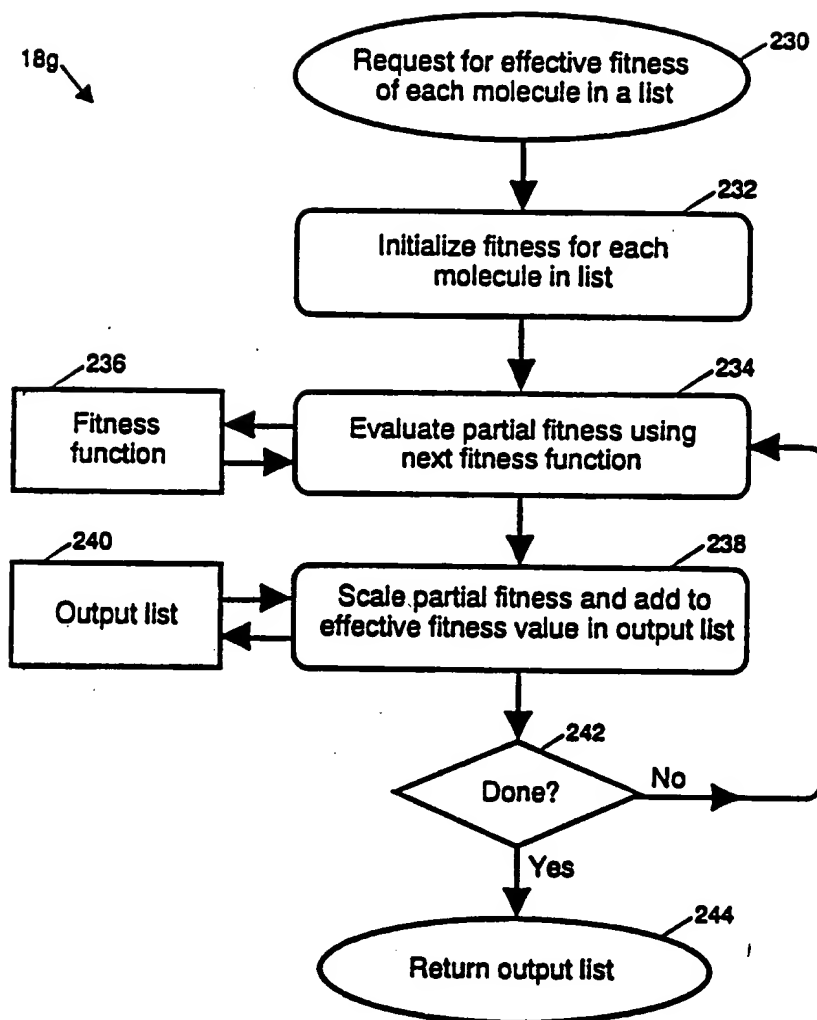 18g
230
Request for effective fitness
of each molecule in a list
232
Initialize fitness for each
molecule in list
236
234
Fitness
function
Evaluate partial fitness using
next fitness function
240
238
Output list
Scale partial fitness and add to
effective fitness value in output list
242
Done?
No
Yes
244
Return output list